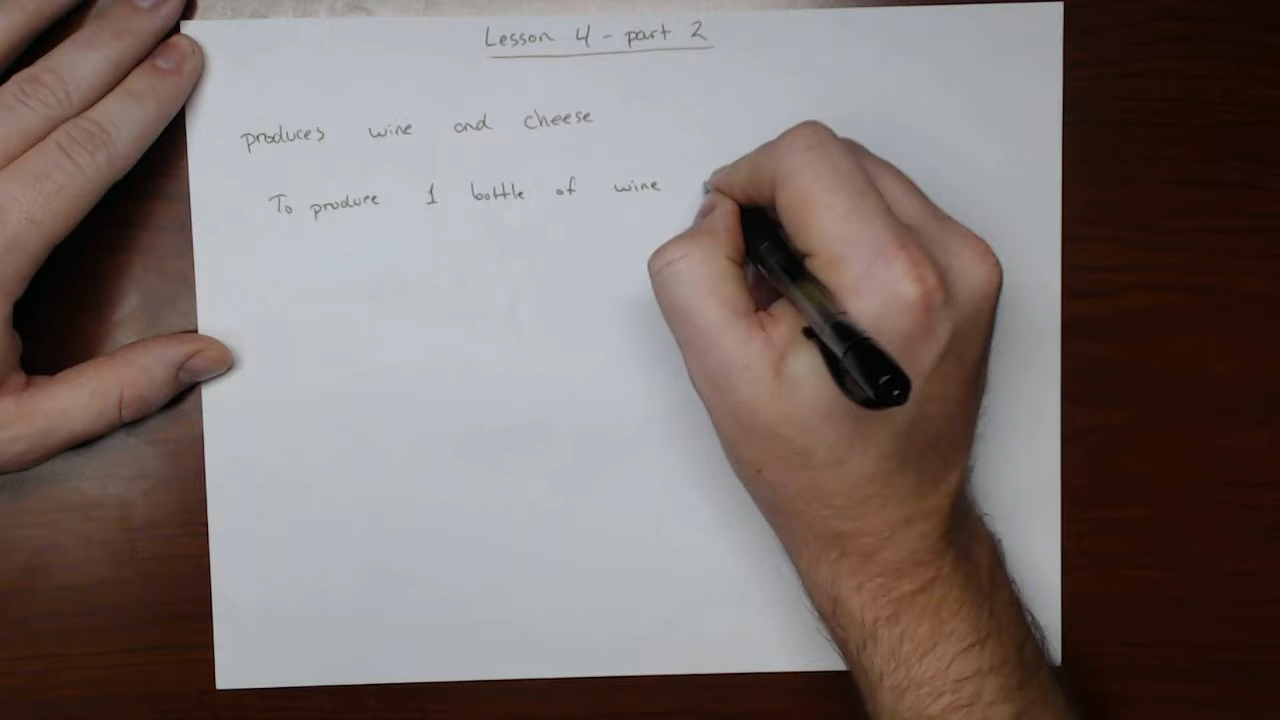 Lesson 4 - part 2
produces wine and cheese
To produce 1 bottle of wine